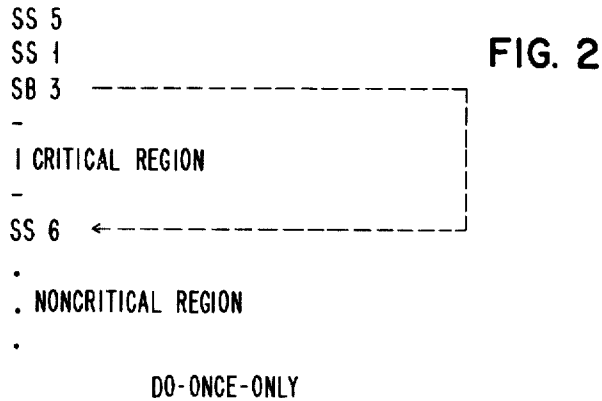 SS 5
SS 1
FIG. 2
SB 3
-
I CRITICAL REGION
-
SS 6
.
. NONCRITICAL REGION
.
DO-ONCE-ONLY